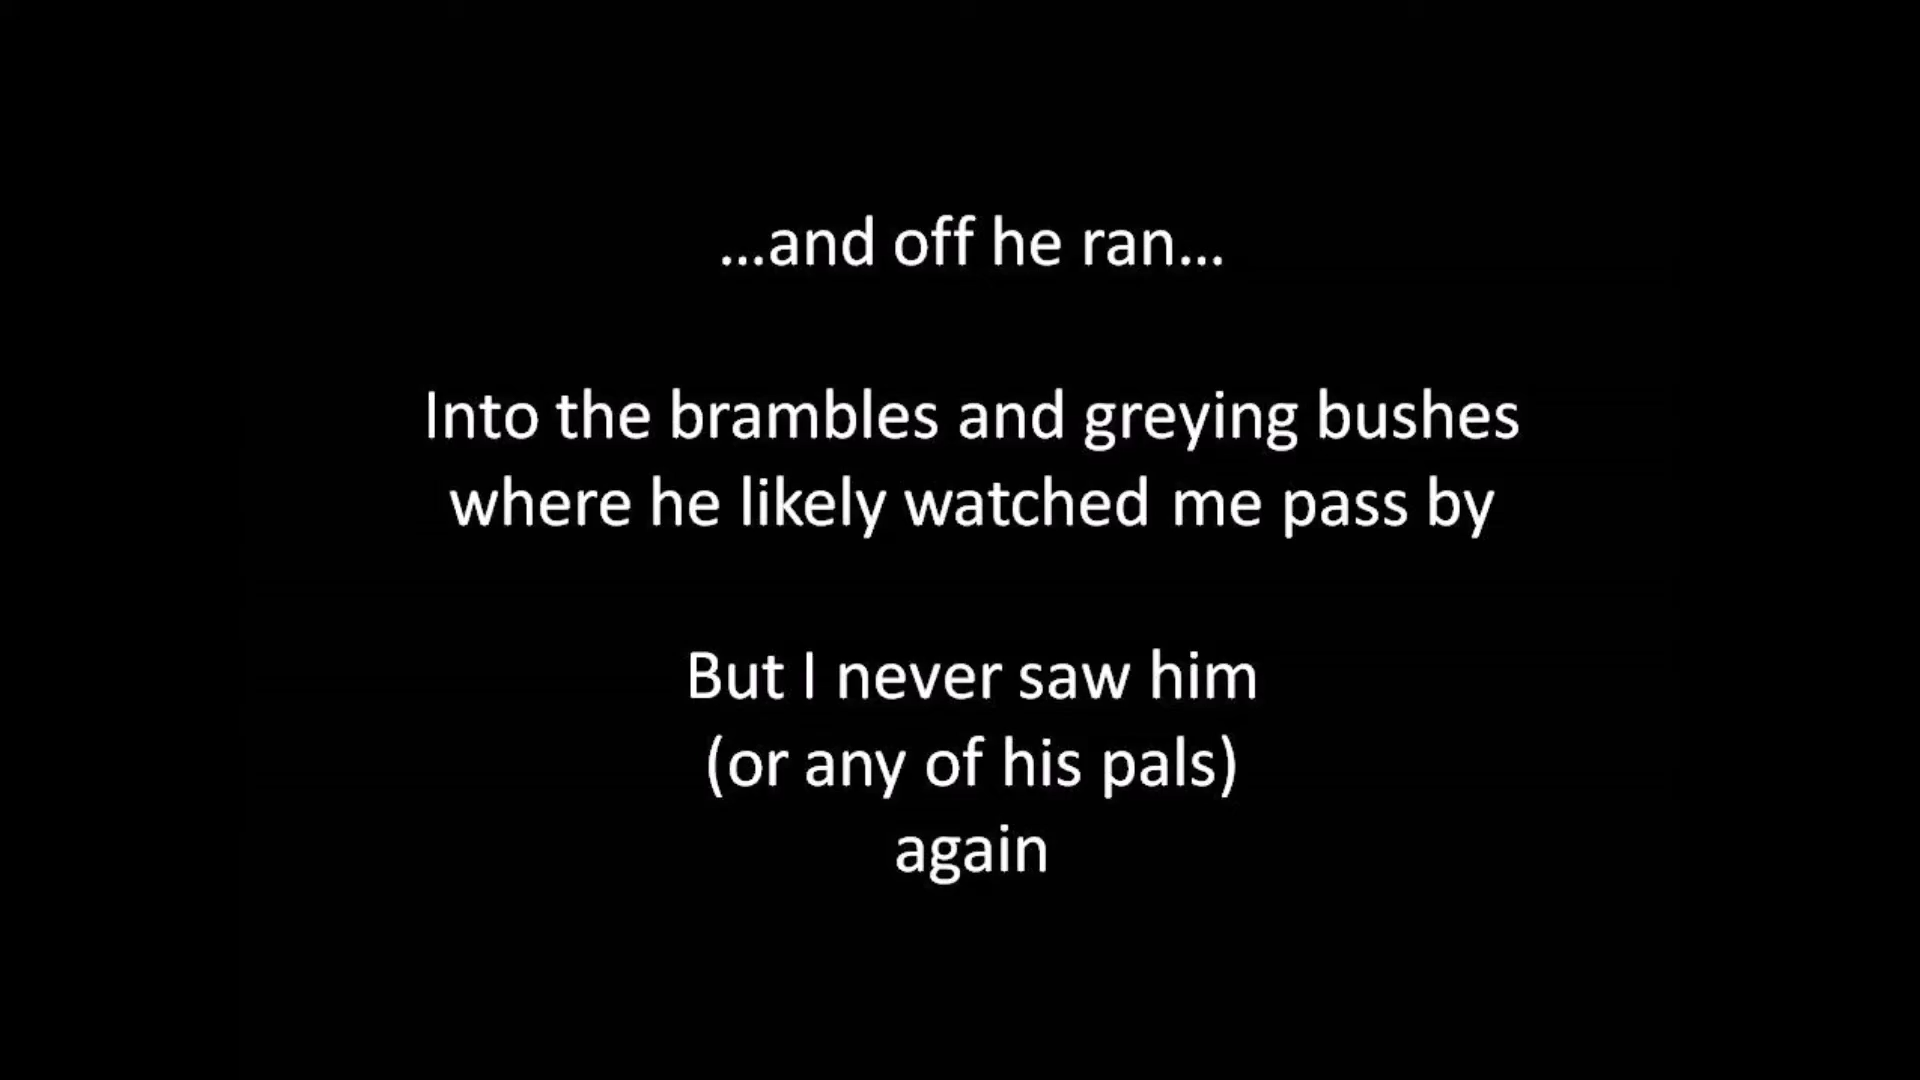 ...and off he ran...
Into the brambles and greying bushes
where he likely watched me pass by
But I never saw him
(or any of his pals)
again